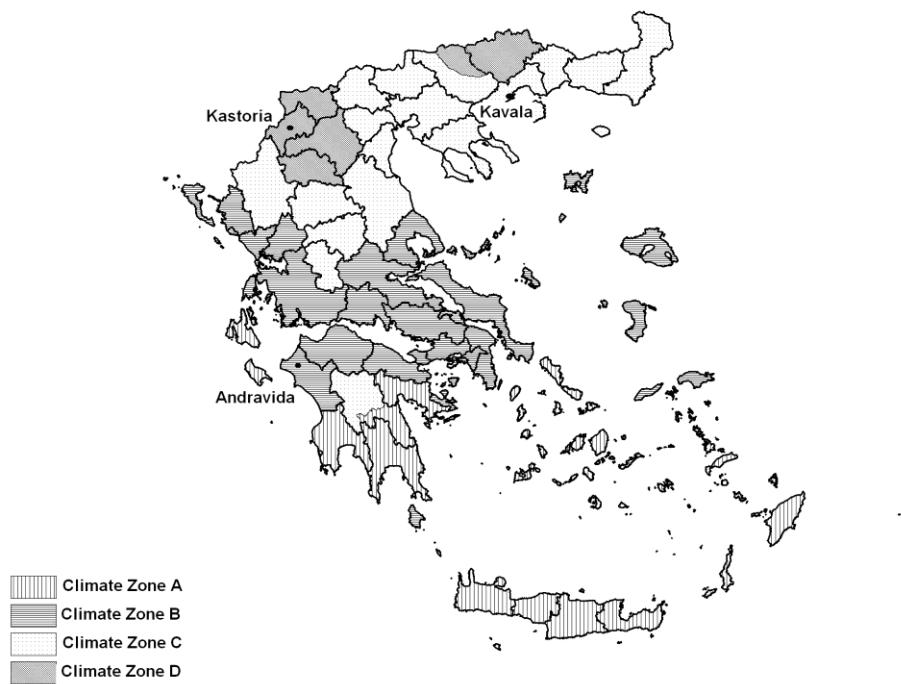 Kastoria
Kavala
Andravida
Climate Zone A
Climate Zone B
Climate Zone C
Climate Zone D